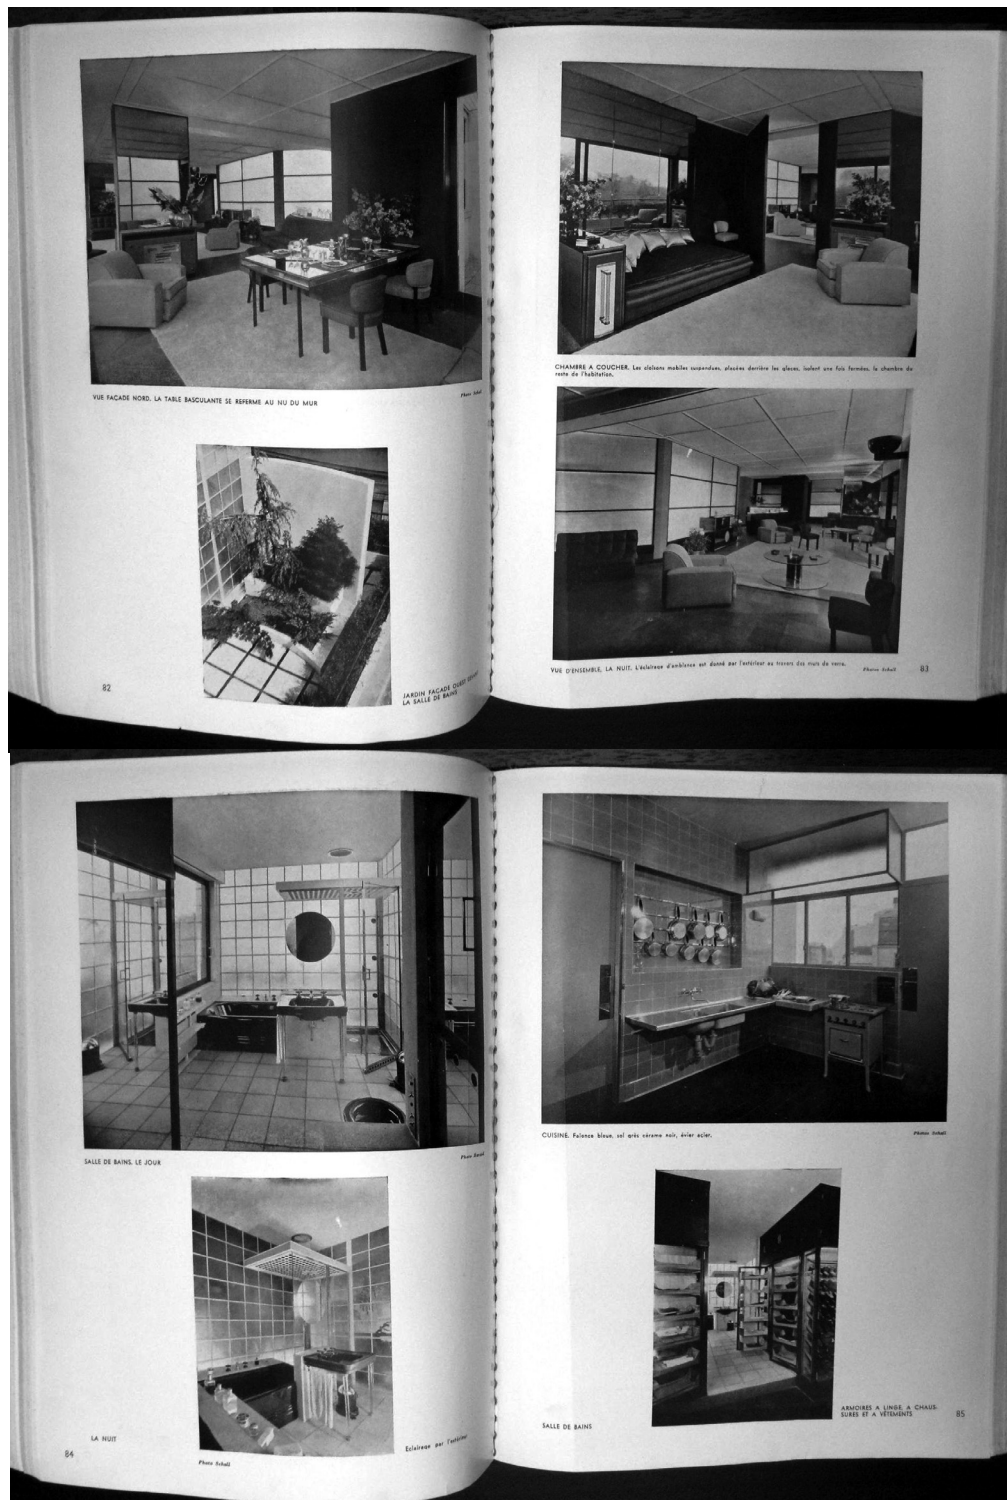 VUE FAÇADE NORD. LA TABLE BASCULANTE SE REFERME AU NU DU MUR
Photo Schall
JARDIN FAÇADE OUEST DEVANT
LA SALLE DE BAINS
82
CHAMBRE A COUCHER. Les cloisons mobiles suspendues, placées derrière les glaces, isolent une fois fermées, la chambre du
reste de l'habitation.
VUE D'ENSEMBLE, LA NUIT. L'éclairage d'ambiance est donné par l'extérieur au travers des murs de verre.
Photos Schall
83
SALLE DE BAINS. LE JOUR
Photo Schall
LA NUIT
Eclairage par l'extérieur
84
Photo Schall
CUISINE. Faïence bleue, sol grès cérame noir, évier acier.
Photos Schall
SALLE DE BAINS
ARMOIRES A LINGE, A CHAUS-
SURES ET A VÊTEMENTS
85